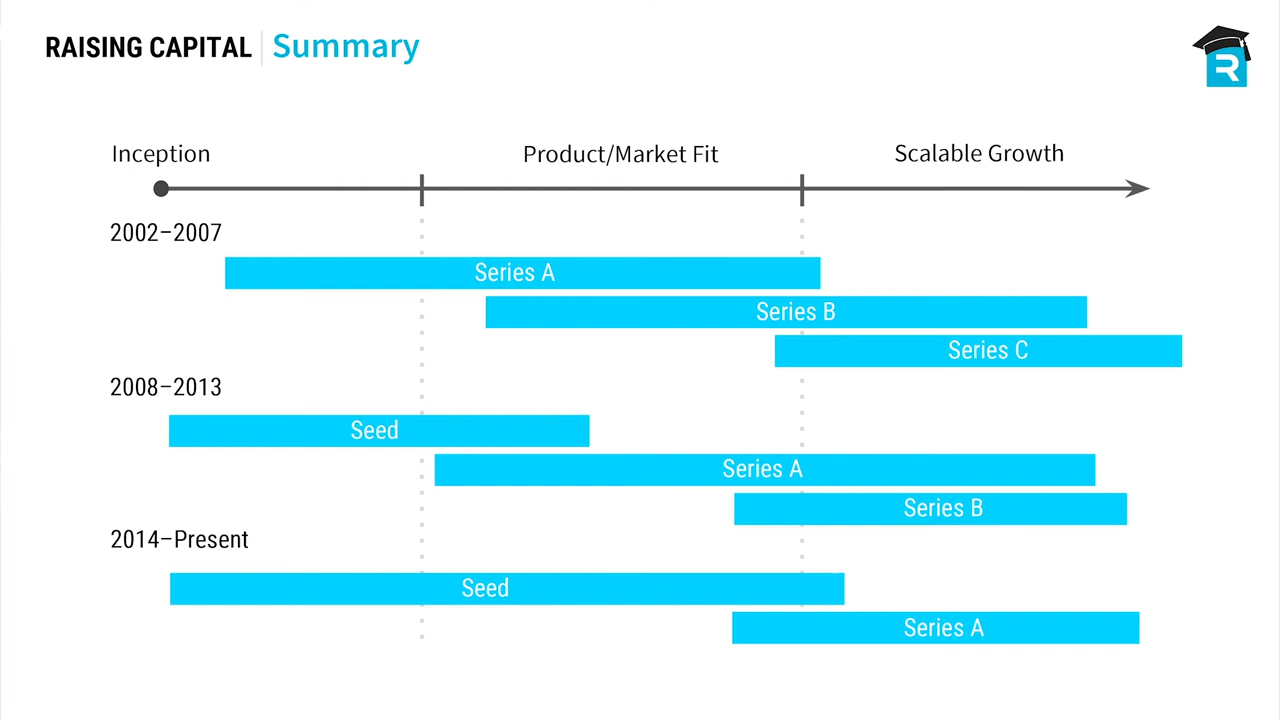 RAISING CAPITAL Summary
R
Inception Product/Market Fit Scalable Growth
2002–2007
Series A
Series B
Series C
2008–2013
Seed
Series A
Series B
2014–Present
Seed
Series A